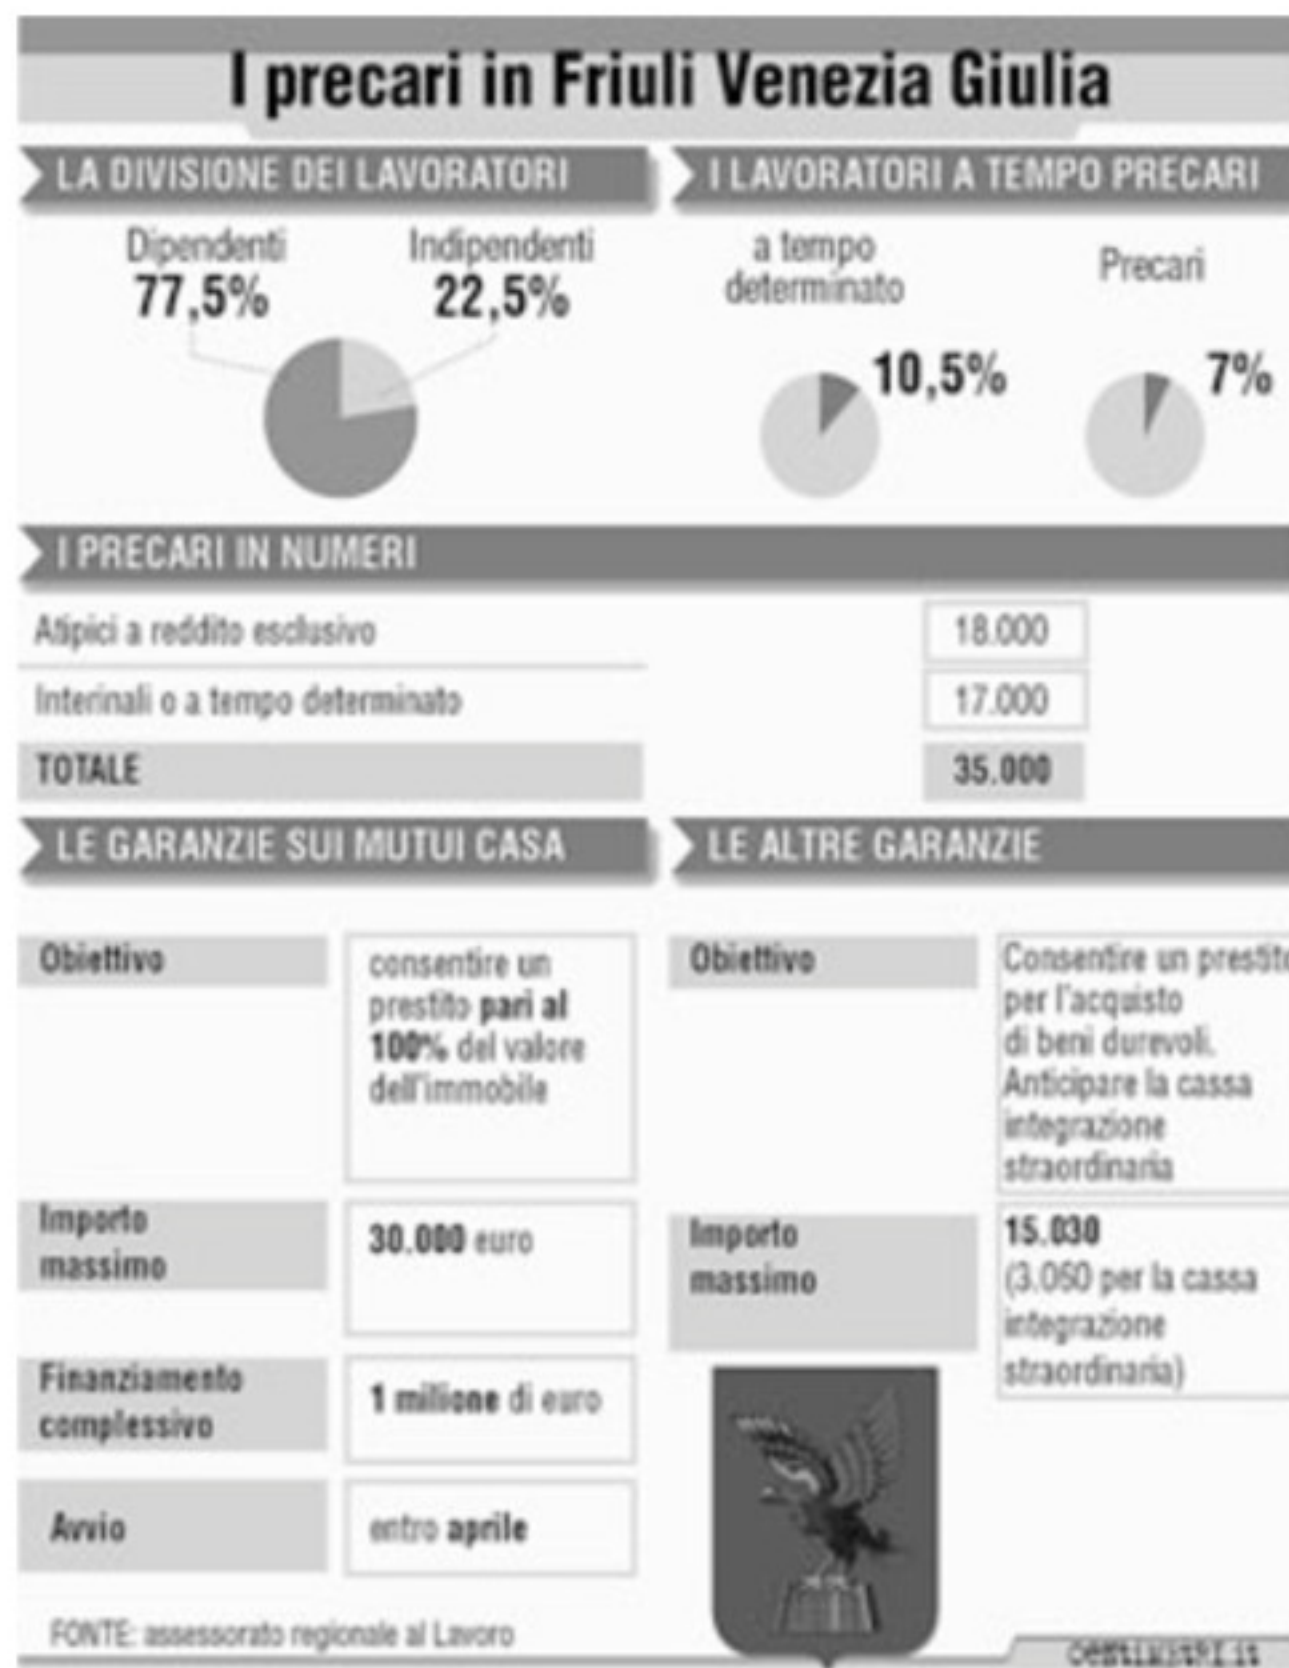 I precari in Friuli Venezia Giulia
LA DIVISIONE DEI LAVORATORI
Dipendenti
77,5%
Indipendenti
22,5%
I LAVORATORI A TEMPO PRECARI
a tempo
determinato
10,5%
Precari
7%
I PRECARI IN NUMERI
Atipici a reddito esclusivo
18.000
Interinali o a tempo determinato
17.000
TOTALE
35.000
LE GARANZIE SUI MUTUI CASA
Obiettivo
consentire un
prestito pari al
100% del valore
dell'immobile
Importo
massimo
30.000 euro
Finanziamento
complessivo
1 milione di euro
Avvio
entro aprile
LE ALTRE GARANZIE
Obiettivo
Consentire un prestito
per l'acquisto
di beni durevoli.
Anticipare la cassa
integrazione
straordinaria
Importo
massimo
(
per la cassa
integrazione
straordinaria)
FONTE: assessorato regionale al Lavoro
CENTIMETRI.it